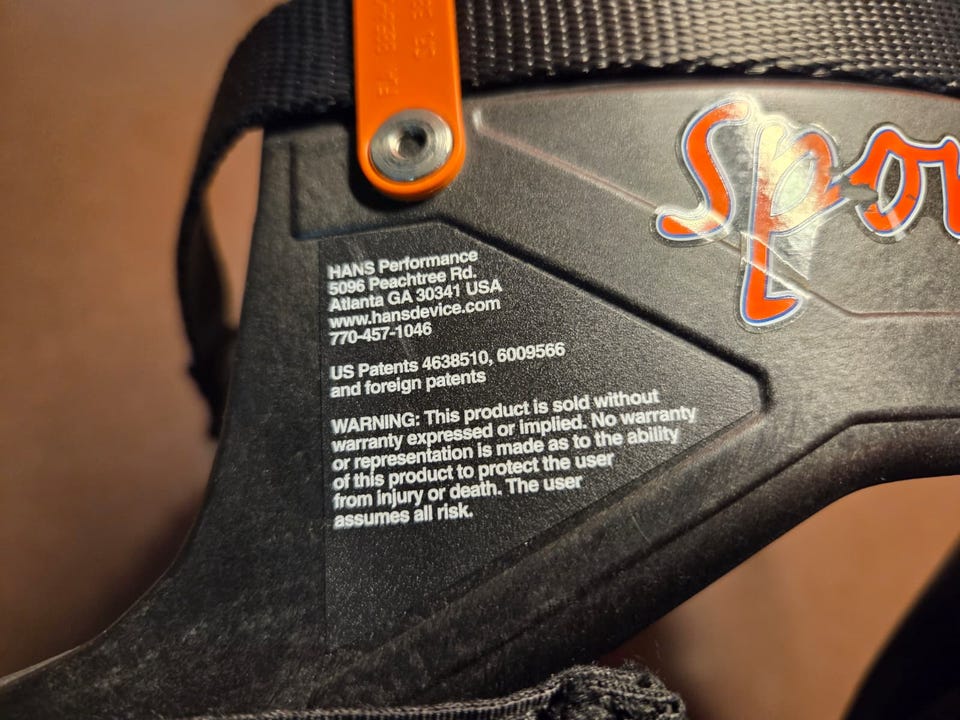 HANS Performance
5096 Peachtree Rd.
Atlanta GA 30341 USA
www.hansdevice.com
770-457-1046
US Patents 4638510, 6009566
and foreign patents
WARNING: This product is sold without
warranty expressed or implied. No warranty
or representation is made as to the ability
of this product to protect the user
from injury or death. The user
assumes all risk.
Spor